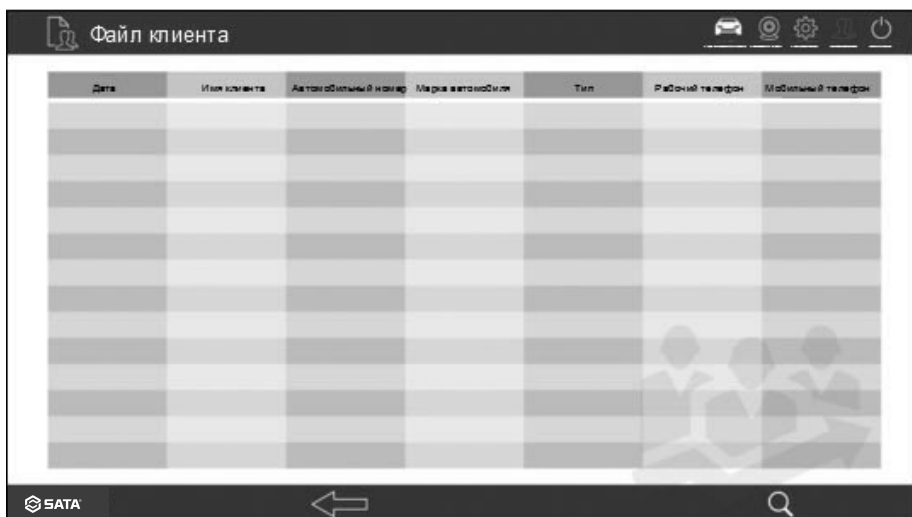 Файл клиента
Дата Имя клиента Автомобильный номер Марка автомобиля Тип Рабочий телефон Мобильный телефон
SATA